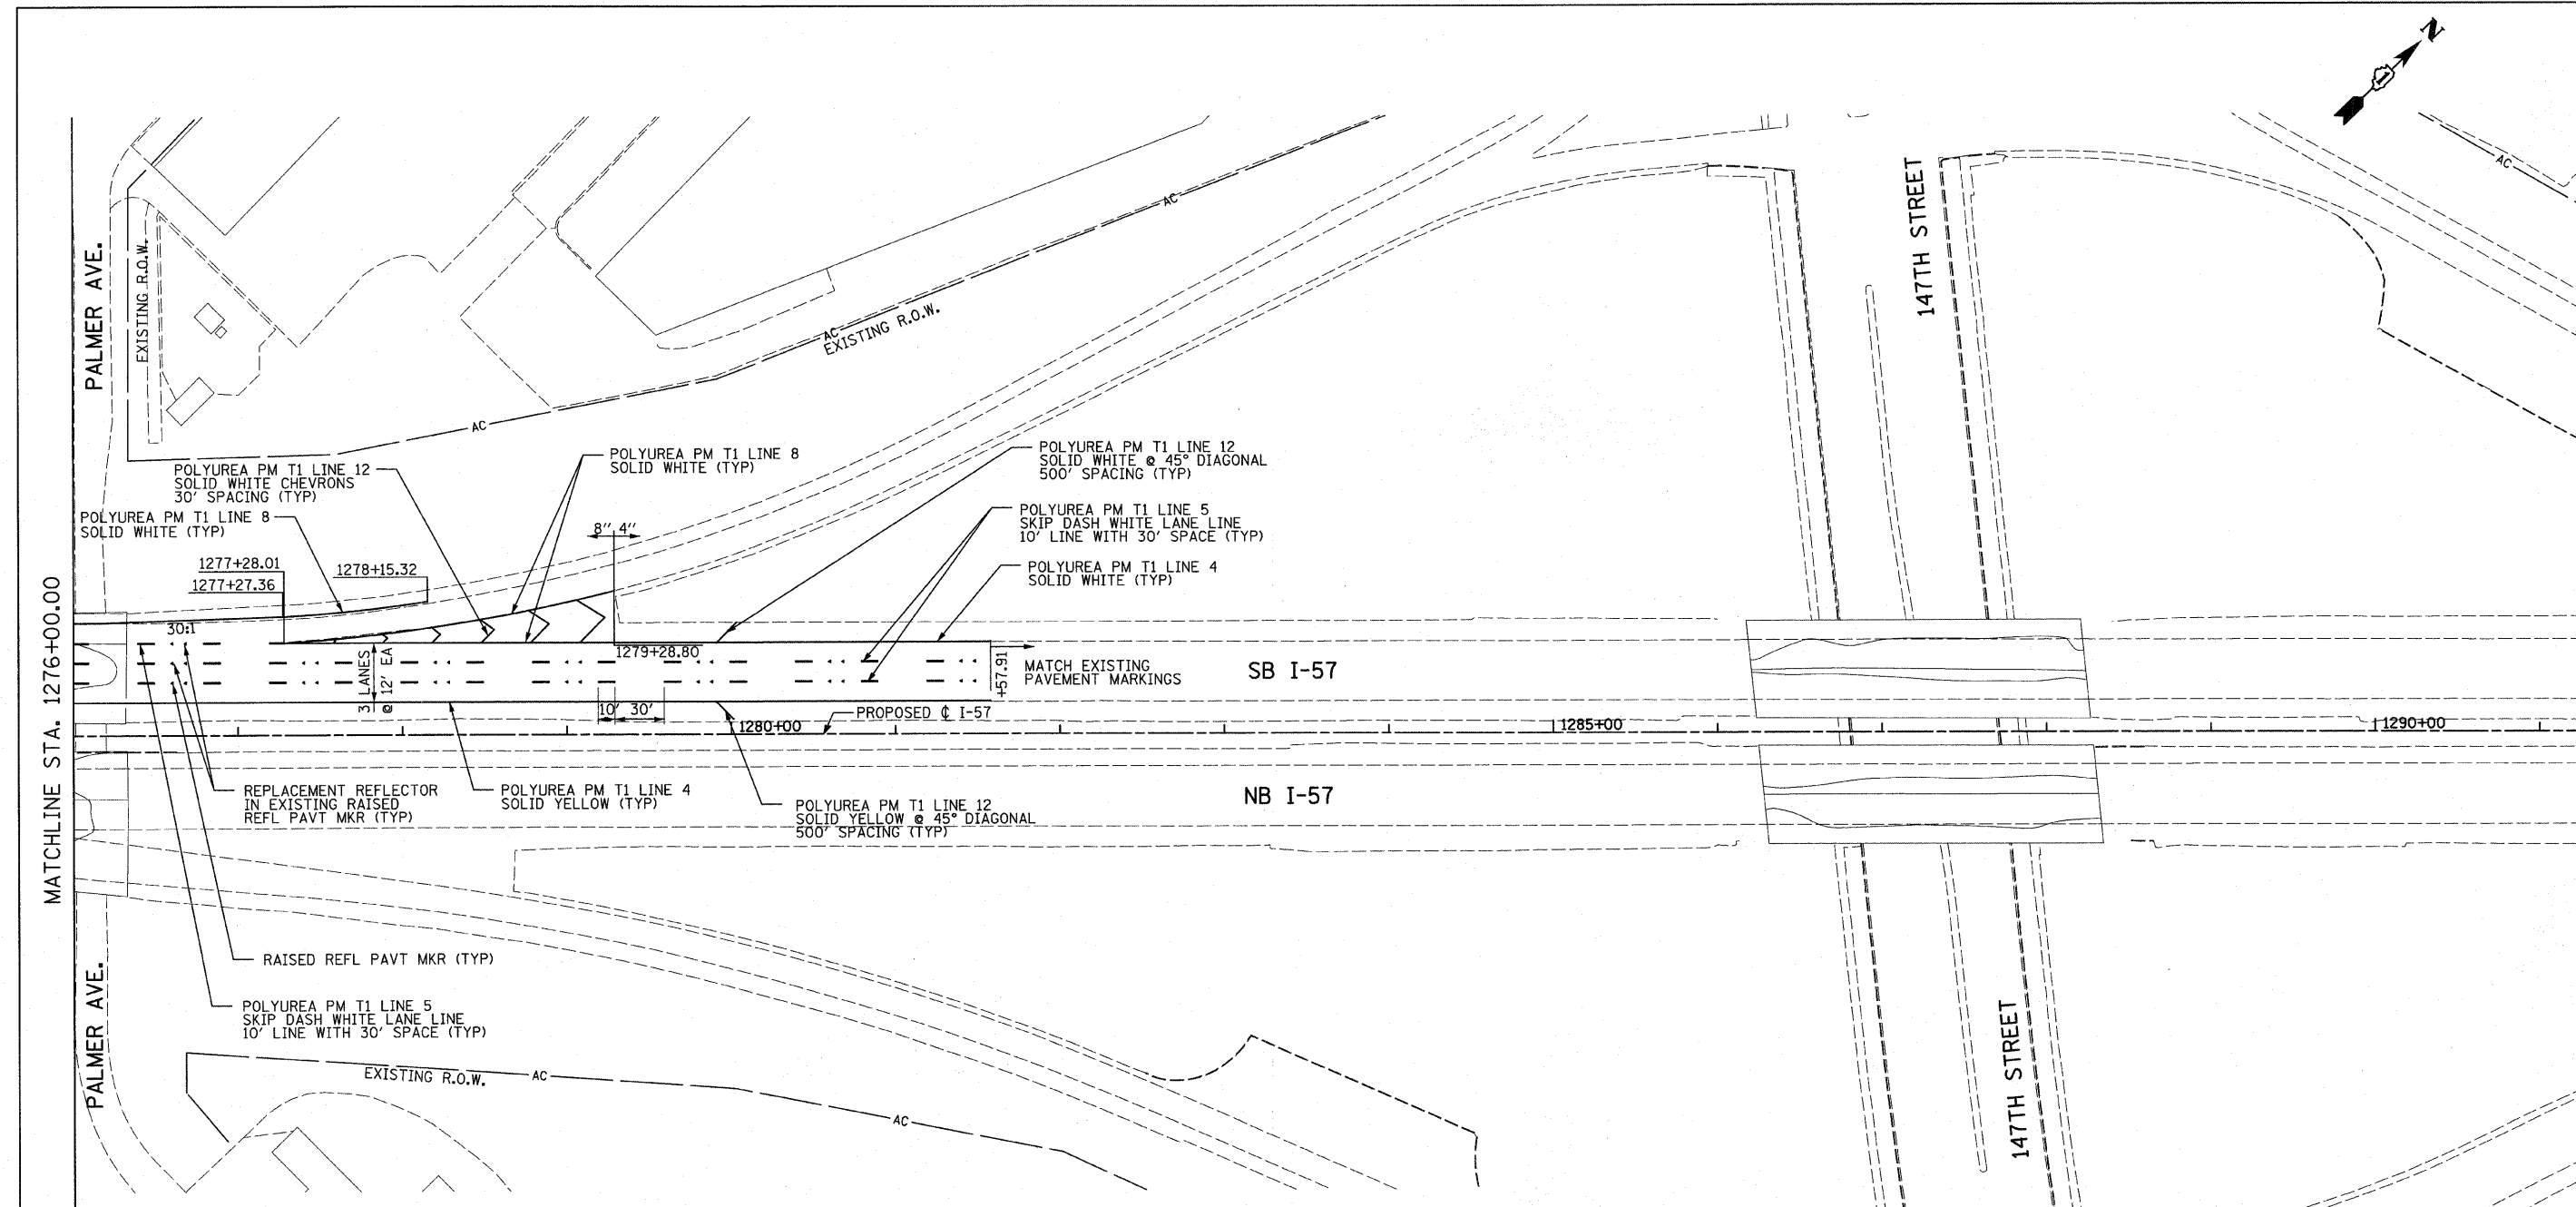 N
1
147TH STREET
AC
PALMER AVE.
EXISTING R.O.W.
AC
AC
EXISTING R.O.W.
AC
POLYUREA PM T1 LINE 12
SOLID WHITE CHEVRONS
30' SPACING (TYP)
POLYUREA PM T1 LINE 8
SOLID WHITE (TYP)
POLYUREA PM T1 LINE 12
SOLID WHITE @ 45° DIAGONAL
500' SPACING (TYP)
POLYUREA PM T1 LINE 8
SOLID WHITE (TYP)
8" 4"
POLYUREA PM T1 LINE 5
SKIP DASH WHITE LANE LINE
10' LINE WITH 30' SPACE (TYP)
POLYUREA PM T1 LINE 4
SOLID WHITE (TYP)
1277+28.01
1277+27.36
1278+15.32
30:1
MATCHLINE STA. 1276+00.00
3 LANES
@ 12' EA
1279+28.80
+57.91
MATCH EXISTING
PAVEMENT MARKINGS
SB I-57
10' 30'
PROPOSED ℄ I-57
1280+00
1285+00
1290+00
REPLACEMENT REFLECTOR
IN EXISTING RAISED
REFL PAVT MKR (TYP)
POLYUREA PM T1 LINE 4
SOLID YELLOW (TYP)
POLYUREA PM T1 LINE 12
SOLID YELLOW @ 45° DIAGONAL
500' SPACING (TYP)
NB I-57
RAISED REFL PAVT MKR (TYP)
POLYUREA PM T1 LINE 5
SKIP DASH WHITE LANE LINE
10' LINE WITH 30' SPACE (TYP)
PALMER AVE.
EXISTING R.O.W.
AC
AC
147TH STREET